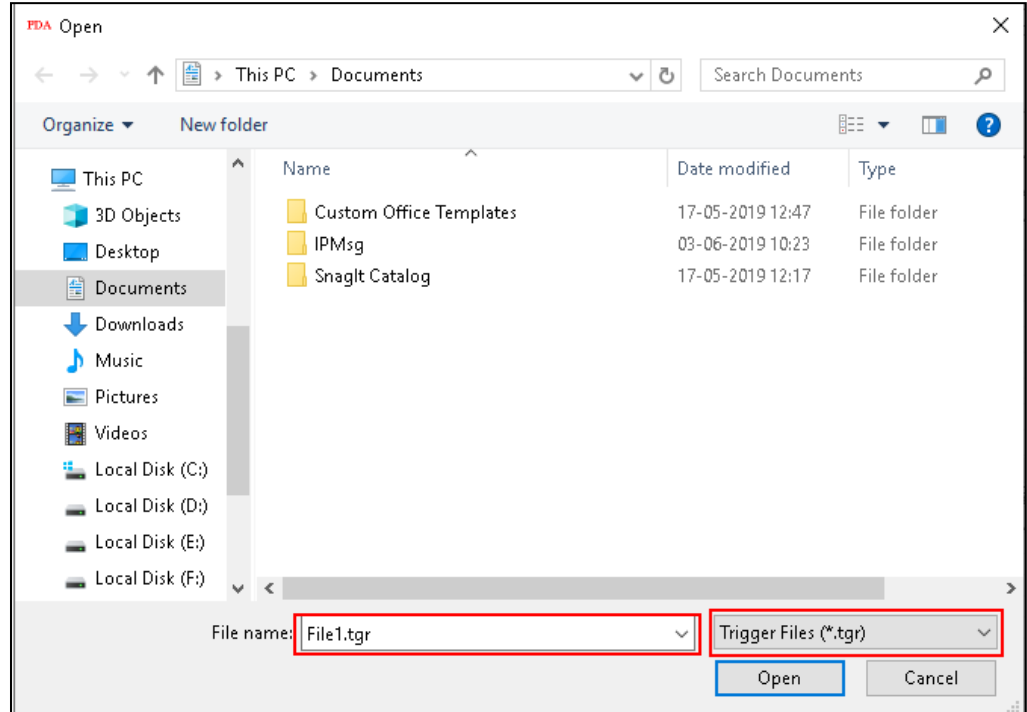 PDA Open
This PC > Documents
Search Documents
Organize
New folder
Name
Date modified
Type
This PC
3D Objects
Desktop
Documents
Downloads
Music
Pictures
Videos
Local Disk (C:)
Local Disk (D:)
Local Disk (E:)
Local Disk (F:)
Custom Office Templates 17-05-2019 12:47 File folder
IPMsg 03-06-2019 10:23 File folder
SnagIt Catalog 17-05-2019 12:17 File folder
File name: File1.tgr
Trigger Files (*.tgr)
Open
Cancel